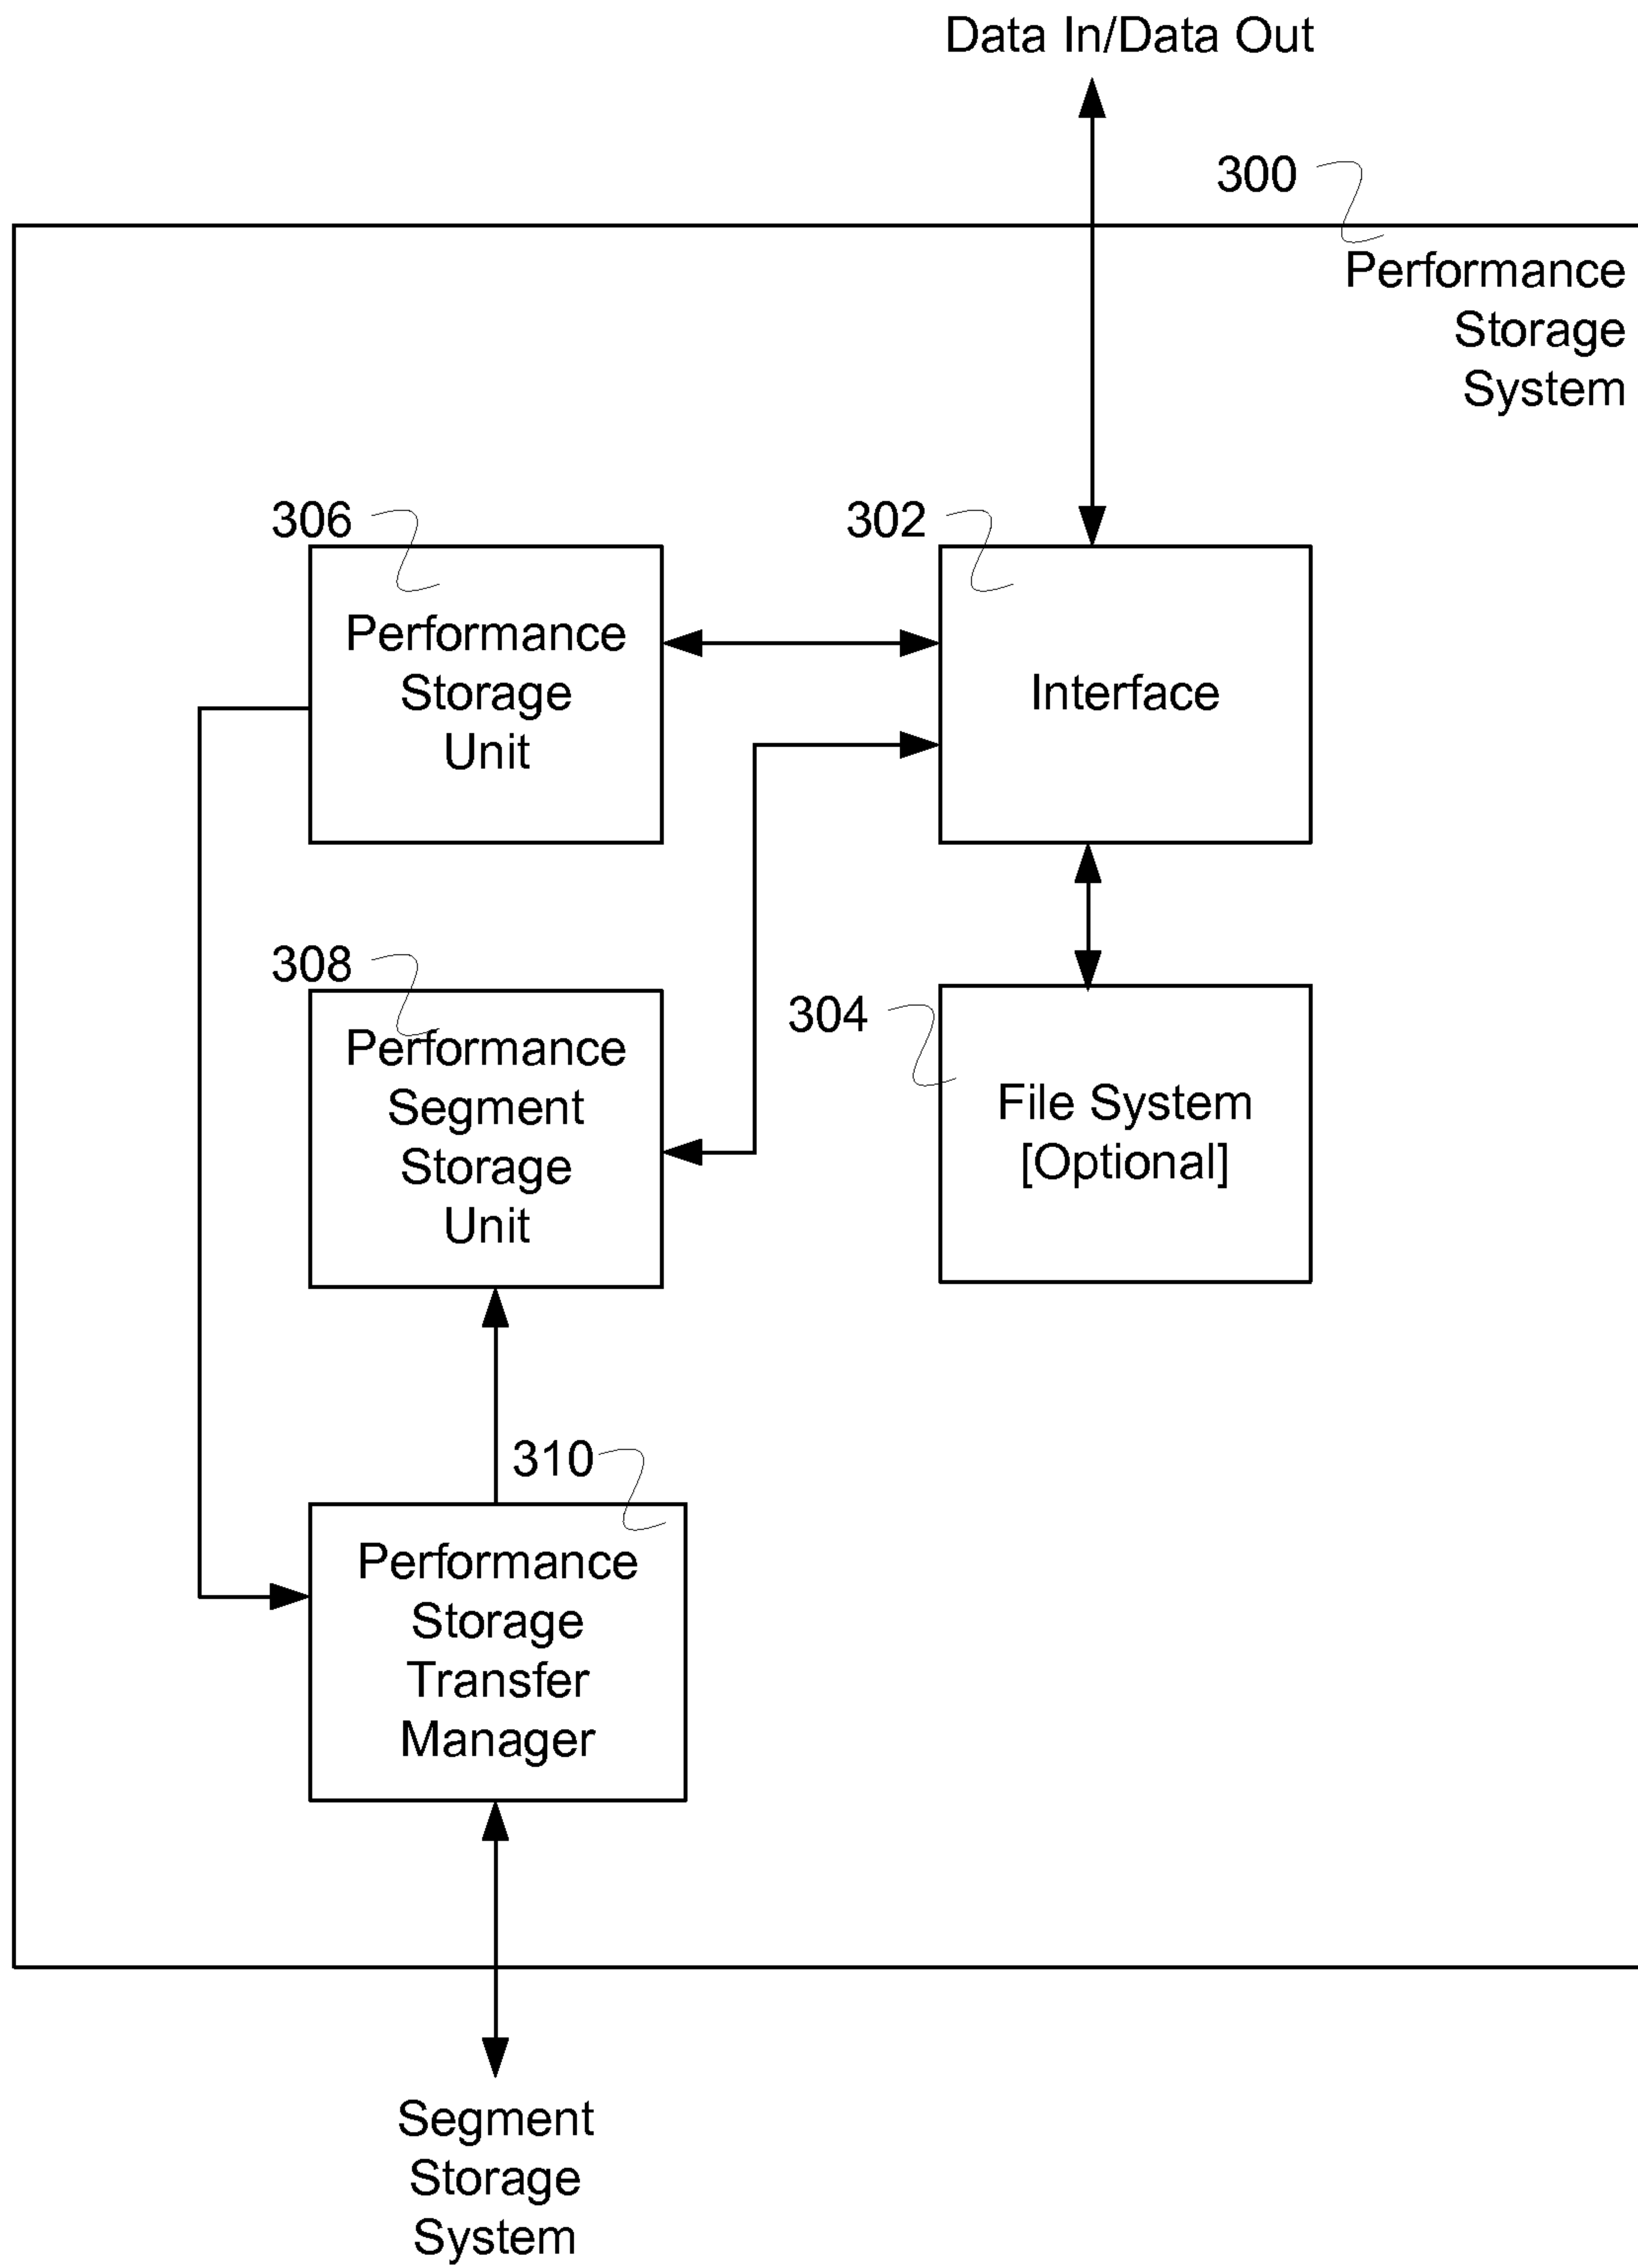 Data In/Data Out
300
Performance
Storage
System
306
Performance
Storage
Unit
302
Interface
308
Performance
Segment
Storage
Unit
304
File System
[Optional]
310
Performance
Storage
Transfer
Manager
Segment
Storage
System